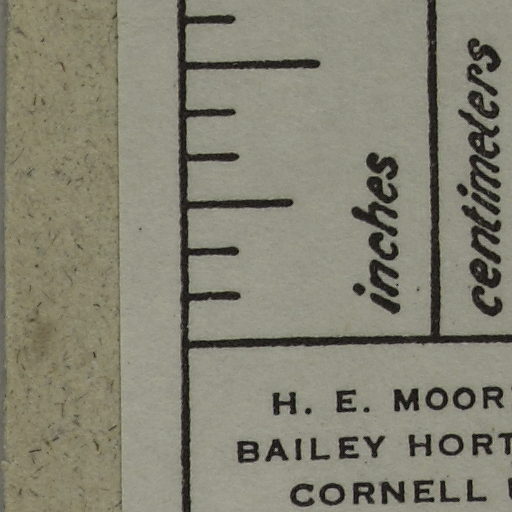 inches
centimeters
H. E. MOOR
BAILEY HORT
CORNELL